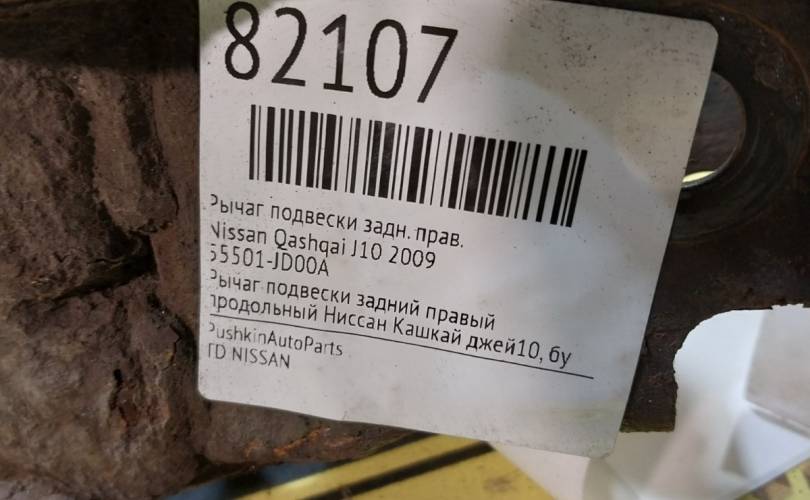 82107
Рычаг подвески задн. прав.
Nissan Qashqai J10 2009
55501-JD00A
Рычаг подвески задний правый
продольный Ниссан Кашкай джей10, бу
PushkinAutoParts
TD NISSAN